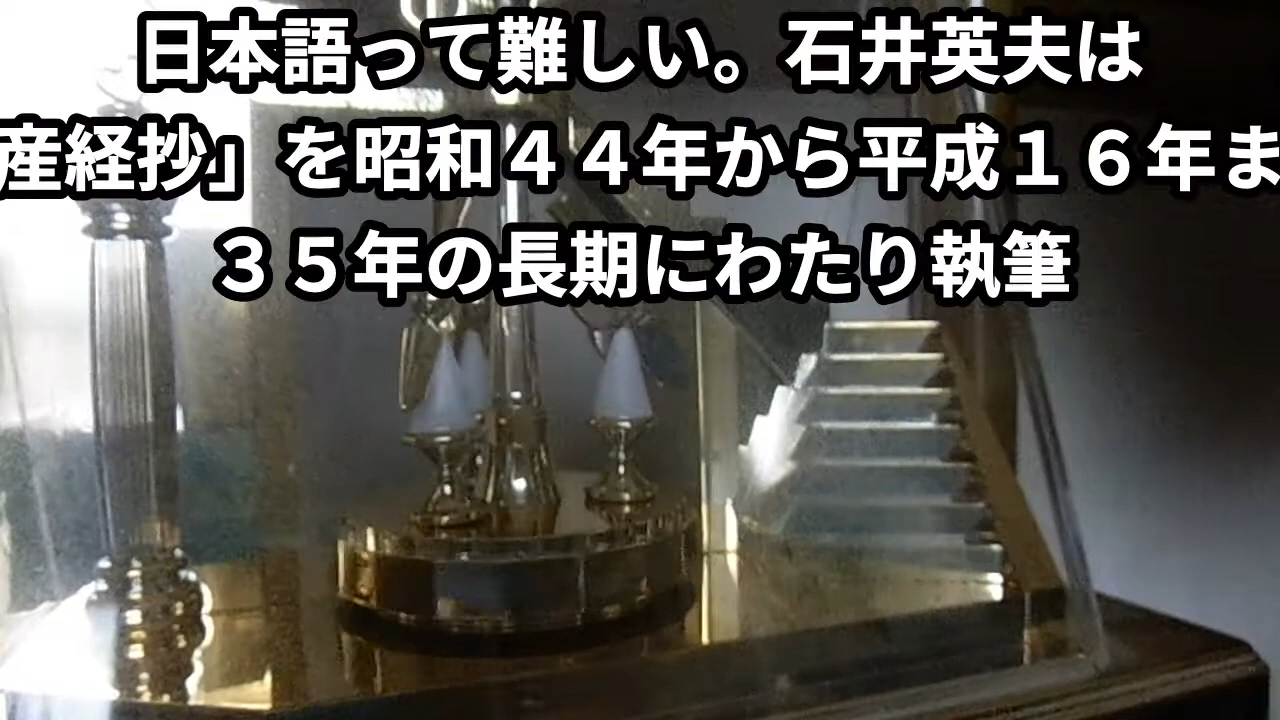 日本語って難しい。石井英夫は
産経抄」を昭和４４年から平成１６年ま
３５年の長期にわたり執筆